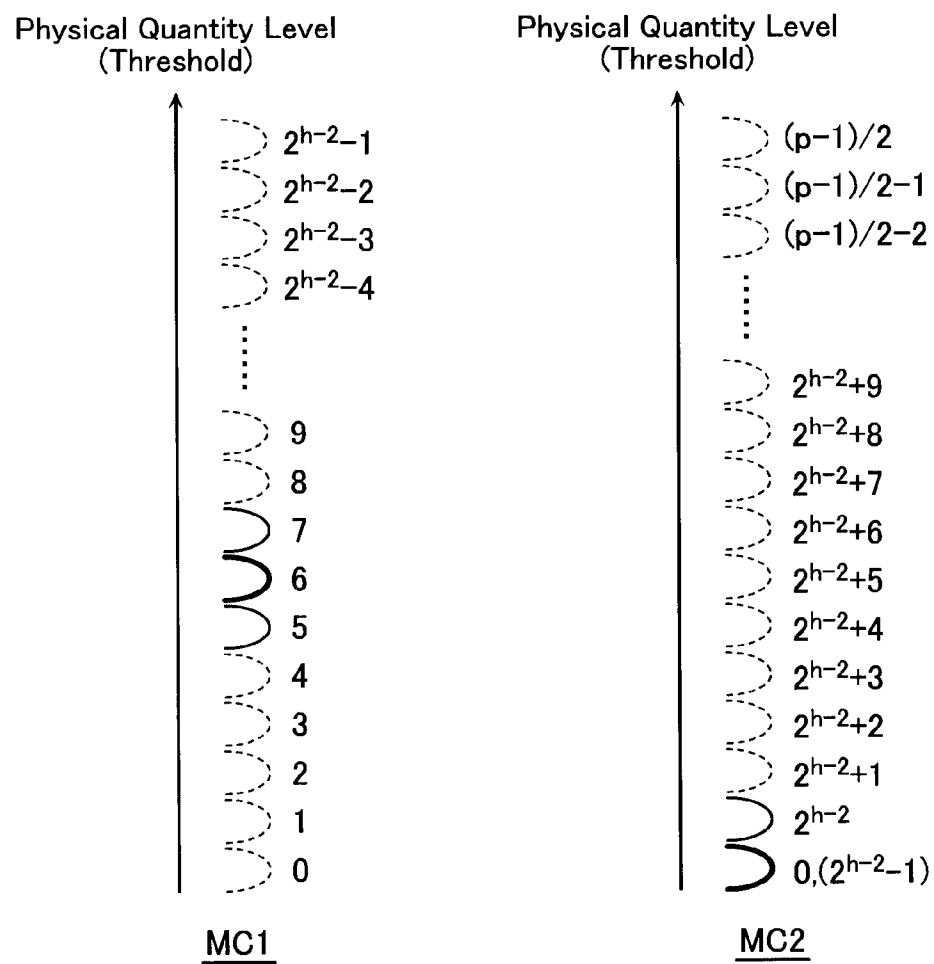 Physical Quantity Level
(Threshold)
2^h-2−1
2^h-2−2
2^h-2−3
2^h-2−4
9
8
7
6
5
4
3
2
1
0
MC1
Physical Quantity Level
(Threshold)
(p−1)/2
(p−1)/2−1
(p−1)/2−2
2^h-2+9
2^h-2+8
2^h-2+7
2^h-2+6
2^h-2+5
2^h-2+4
2^h-2+3
2^h-2+2
2^h-2+1
2^h-2
0,(2^h-2−1)
MC2